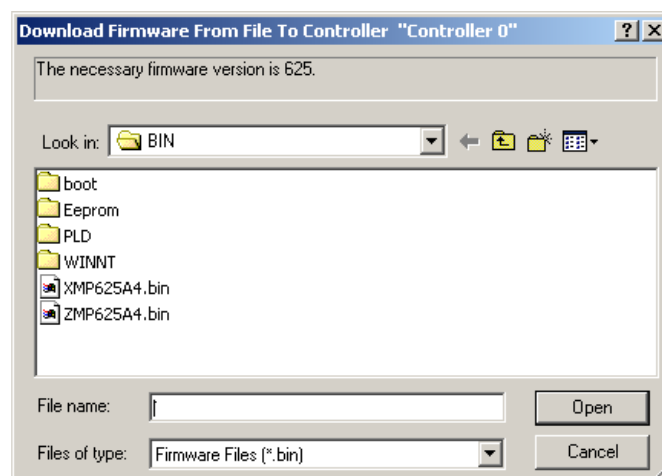 Download Firmware From File To Controller "Controller 0"
The necessary firmware version is 625.
Look in: BIN
boot
Eeprom
PLD
WINNT
XMP625A4.bin
ZMP625A4.bin
File name:
Open
Files of type: Firmware Files (*.bin)
Cancel